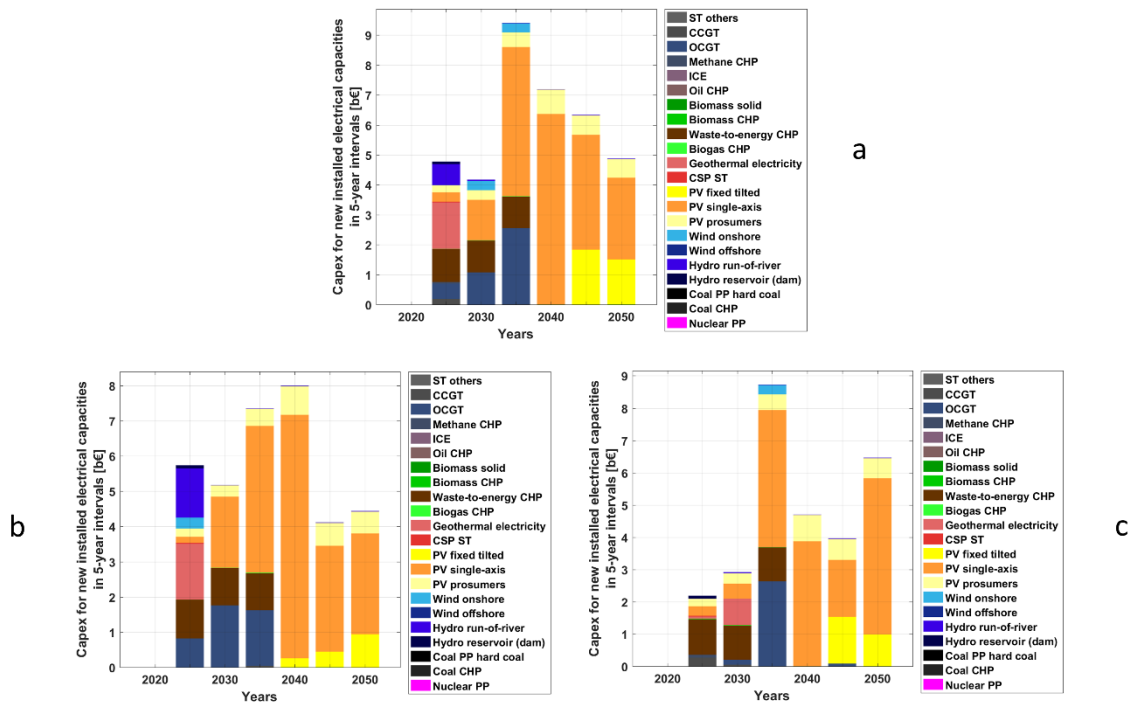 Capex for new installed electrical capacities
in 5-year intervals [b€]
9
8
7
6
5
4
3
2
1
0
2020
2030
2040
2050
Years
ST others
CCGT
OCGT
Methane CHP
ICE
Oil CHP
Biomass solid
Biomass CHP
Waste-to-energy CHP
Biogas CHP
Geothermal electricity
CSP ST
PV fixed tilted
PV single-axis
PV prosumers
Wind onshore
Wind offshore
Hydro run-of-river
Hydro reservoir (dam)
Coal PP hard coal
Coal CHP
Nuclear PP
a
b
Capex for new installed electrical capacities
in 5-year intervals [b€]
8
7
6
5
4
3
2
1
0
2020
2030
2040
2050
Years
ST others
CCGT
OCGT
Methane CHP
ICE
Oil CHP
Biomass solid
Biomass CHP
Waste-to-energy CHP
Biogas CHP
Geothermal electricity
CSP ST
PV fixed tilted
PV single-axis
PV prosumers
Wind onshore
Wind offshore
Hydro run-of-river
Hydro reservoir (dam)
Coal PP hard coal
Coal CHP
Nuclear PP
Capex for new installed electrical capacities
in 5-year intervals [b€]
9
8
7
6
5
4
3
2
1
0
2020
2030
2040
2050
Years
ST others
CCGT
OCGT
Methane CHP
ICE
Oil CHP
Biomass solid
Biomass CHP
Waste-to-energy CHP
Biogas CHP
Geothermal electricity
CSP ST
PV fixed tilted
PV single-axis
PV prosumers
Wind onshore
Wind offshore
Hydro run-of-river
Hydro reservoir (dam)
Coal PP hard coal
Coal CHP
Nuclear PP
c